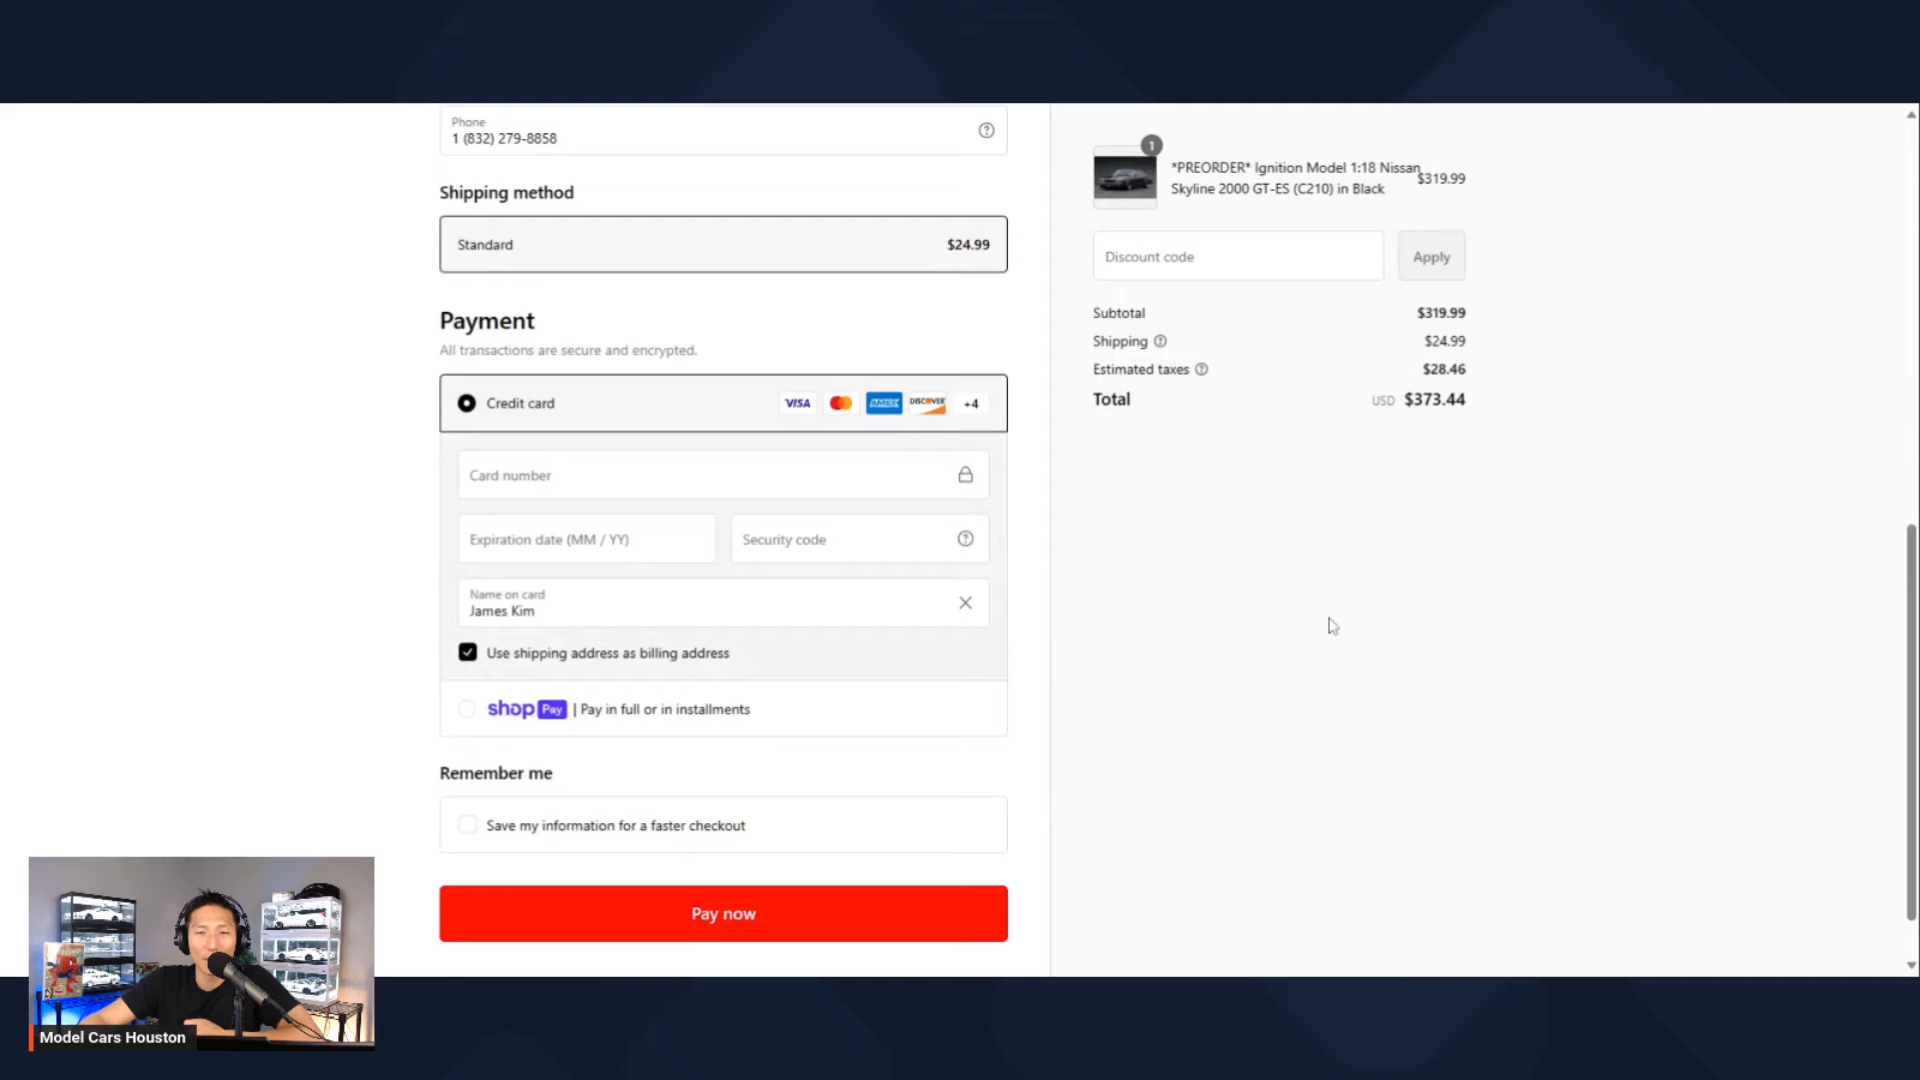 Phone
1 (832) 279-8858
Shipping method
Standard $24.99
Payment
All transactions are secure and encrypted.
Credit card VISA AMEX DISCOVER +4
Card number
Expiration date (MM / YY) Security code
Name on card
James Kim
Use shipping address as billing address
shop Pay | Pay in full or in installments
Remember me
Save my information for a faster checkout
Pay now
1
*PREORDER* Ignition Model 1:18 Nissan
Skyline 2000 GT-ES (C210) in Black
$319.99
Discount code Apply
Subtotal $319.99
Shipping $24.99
Estimated taxes $28.46
Total USD $373.44
Model Cars Houston